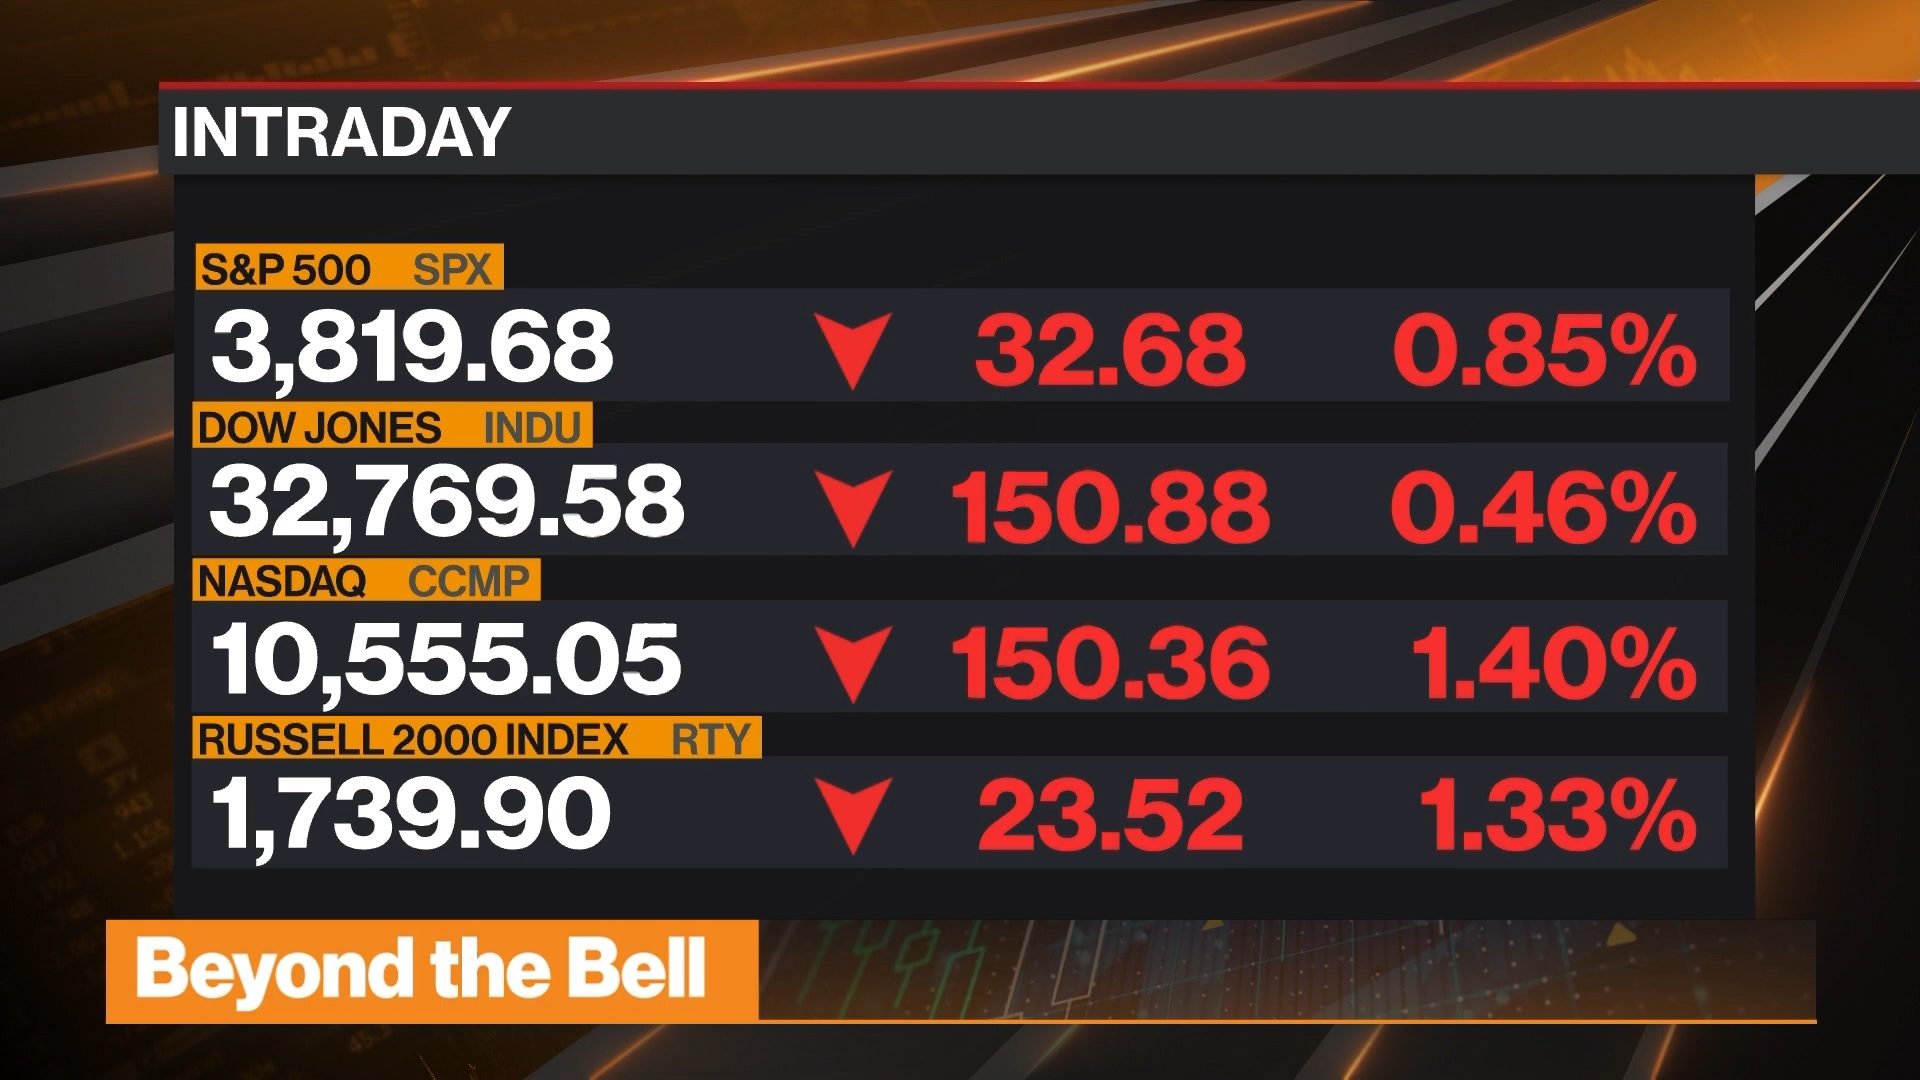 INTRADAY
S&P 500 SPX
3,819.68 32.68 0.85%
DOW JONES INDU
32,769.58 150.88 0.46%
NASDAQ CCMP
10,555.05 150.36 1.40%
RUSSELL 2000 INDEX RTY
1,739.90 23.52 1.33%
Beyond the Bell